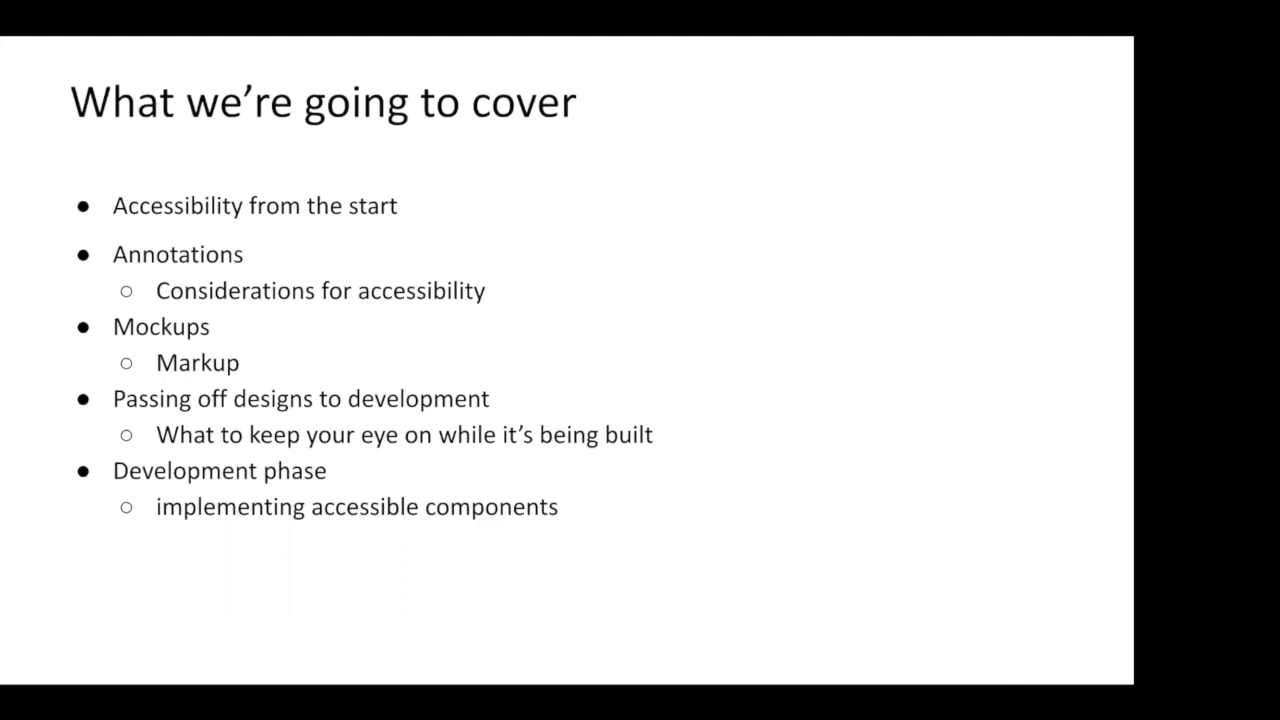 What we’re going to cover
● Accessibility from the start
● Annotations
○ Considerations for accessibility
● Mockups
○ Markup
● Passing off designs to development
○ What to keep your eye on while it’s being built
● Development phase
○ implementing accessible components